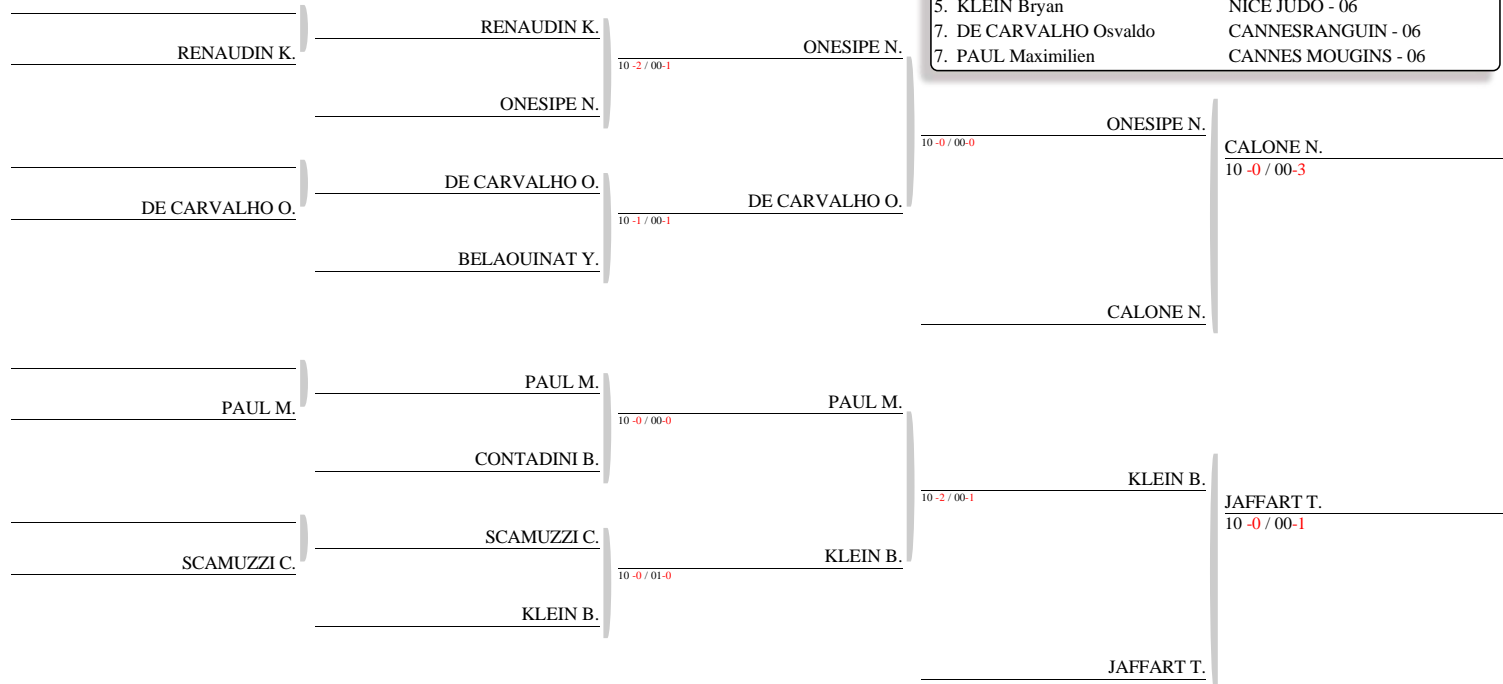 5. KLEIN Bryan NICE JUDO - 06
7. DE CARVALHO Osvaldo CANNESRANGUIN - 06
7. PAUL Maximilien CANNES MOUGINS - 06
RENAUDIN K.
DE CARVALHO O.
PAUL M.
SCAMUZZI C.
RENAUDIN K.
ONESIPE N.
DE CARVALHO O.
BELAOUINAT Y.
PAUL M.
CONTADINI B.
SCAMUZZI C.
KLEIN B.
ONESIPE N.
10 -2 / 00-1
DE CARVALHO O.
10 -1 / 00-1
PAUL M.
10 -0 / 00-0
KLEIN B.
10 -0 / 01-0
ONESIPE N.
10 -0 / 00-0
CALONE N.
KLEIN B.
10 -2 / 00-1
JAFFART T.
CALONE N.
10 -0 / 00-3
JAFFART T.
10 -0 / 00-1